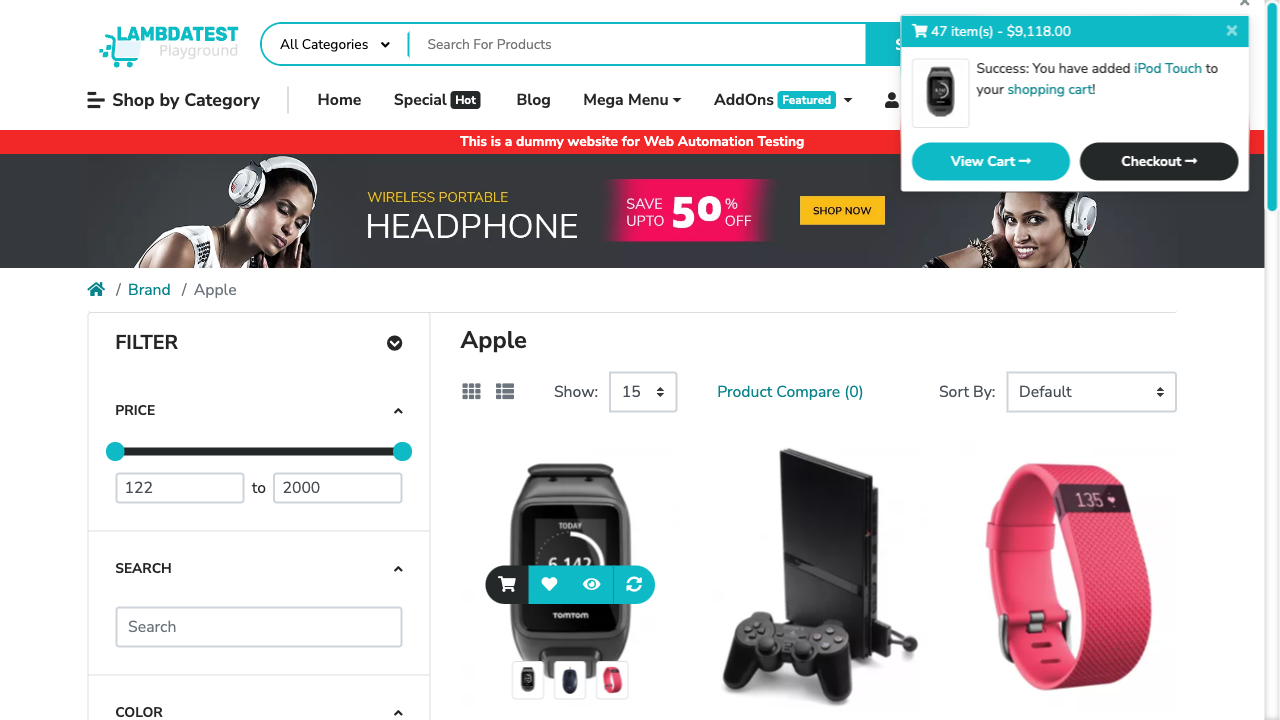 LAMBDATEST
Playground
All Categories
Search For Products
S
47 item(s) - $9,118.00
Success: You have added iPod Touch to
your shopping cart!
View Cart
Checkout
Shop by Category
Home
Special Hot
Blog
Mega Menu
AddOns Featured
This is a dummy website for Web Automation Testing
WIRELESS PORTABLE
HEADPHONE
SAVE
UPTO
50
%
OFF
SHOP NOW
/ Brand / Apple
FILTER
Apple
Show:
15
Product Compare (0)
Sort By:
Default
PRICE
122
to
2000
SEARCH
Search
COLOR
TODAY
6,142
TOMTOM
135